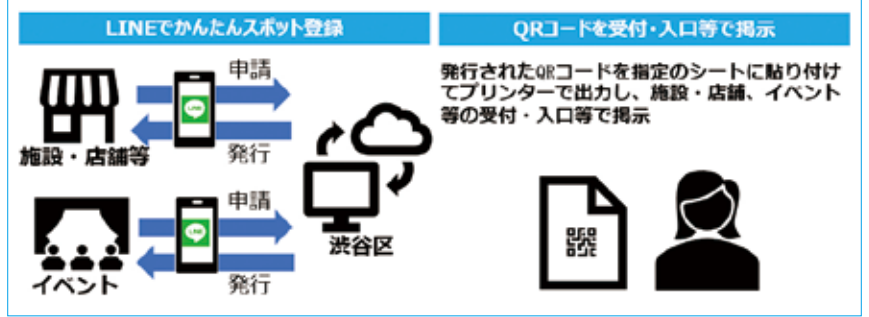 LINEでかんたんスポット登録
申請
施設・店舗等
発行
申請
渋谷区
イベント
発行
QRコードを受付・入口等で掲示
発行されたQRコードを指定のシートに貼り付け
てプリンターで出力し、施設・店舗、イベント
等の受付・入口等で掲示